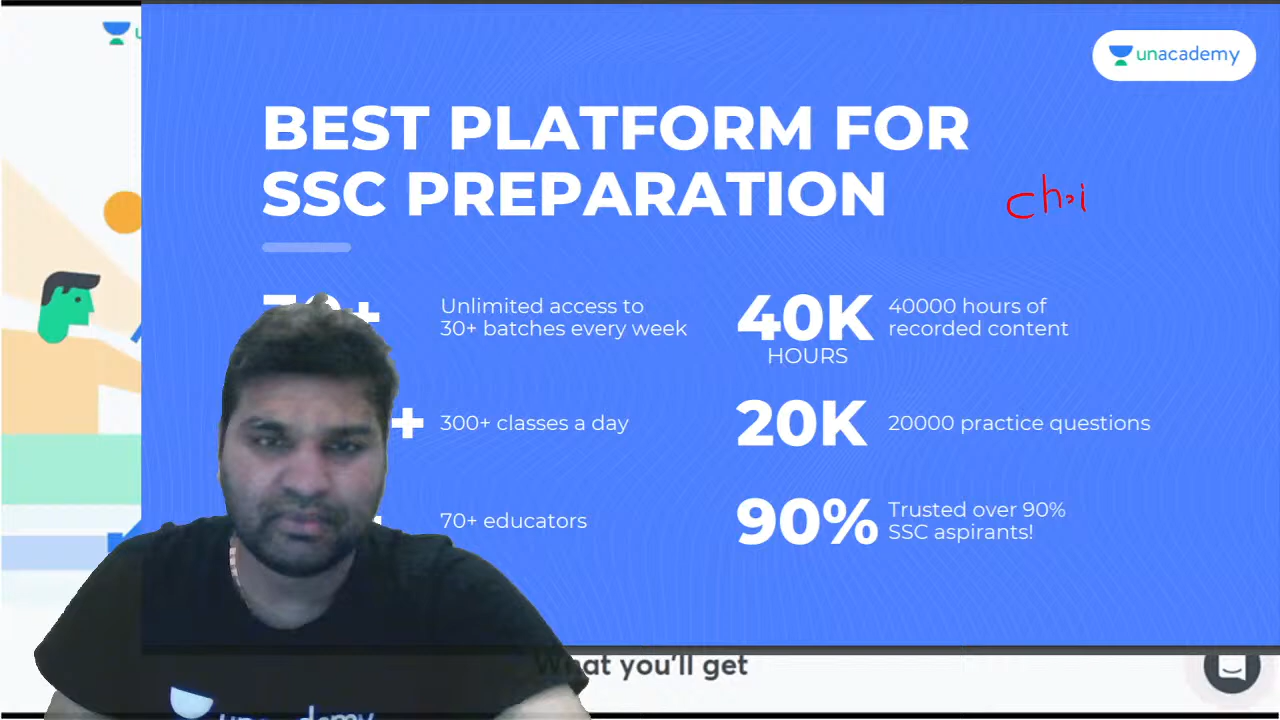 unacademy
BEST PLATFORM FOR
SSC PREPARATION
Unlimited access to
30+ batches every week
300+ classes a day
70+ educators
40K
HOURS
40000 hours of
recorded content
20K
20000 practice questions
90%
Trusted over 90%
SSC aspirants!
What you'll get
unacademy